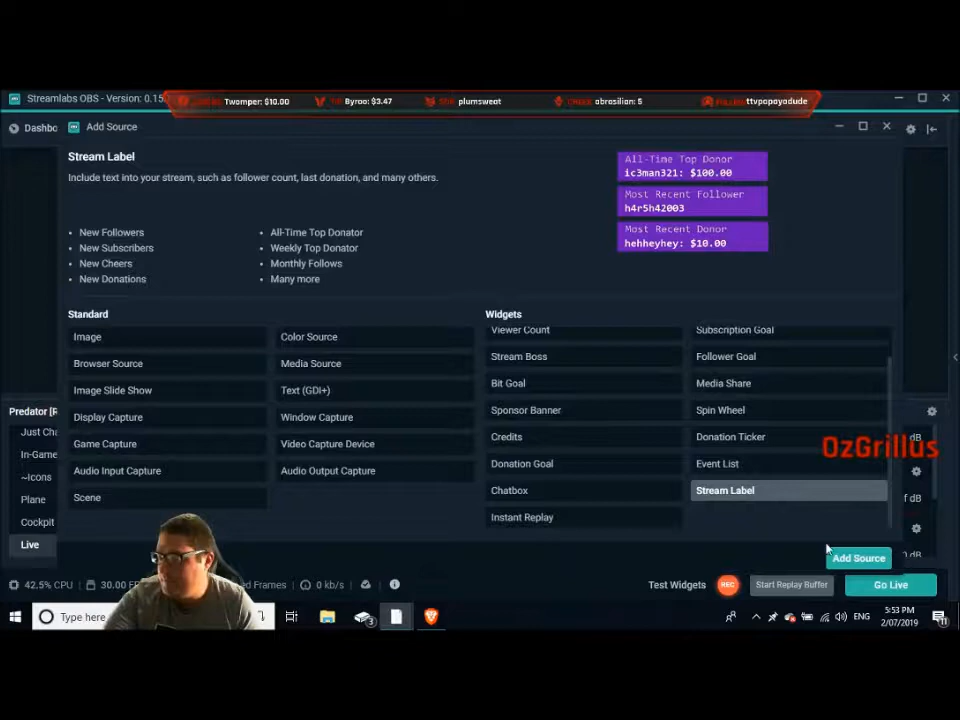 Streamlabs OBS - Version: 0.15
Twomper: $10.00
Byroo: $3.47
plumsweat
abrasilian: 5
ttvpapayadude
Dashbo
Add Source
Stream Label
Include text into your stream, such as follower count, last donation, and many others.
All-Time Top Donor
ic3man321: $100.00
Most Recent Follower
h4r5h42003
Most Recent Donor
hehheyhey: $10.00
New Followers
New Subscribers
New Cheers
New Donations
All-Time Top Donator
Weekly Top Donator
Monthly Follows
Many more
Standard
Image
Color Source
Browser Source
Media Source
Image Slide Show
Text (GDI+)
Display Capture
Window Capture
Game Capture
Video Capture Device
Audio Input Capture
Audio Output Capture
Scene
Widgets
Viewer Count
Subscription Goal
Stream Boss
Follower Goal
Bit Goal
Media Share
Sponsor Banner
Spin Wheel
Credits
Donation Ticker
Donation Goal
Event List
Chatbox
Stream Label
Instant Replay
OzGrillus
Predator [R
Just Cha
In-Game
~Icons
Plane
Cockpit
Live
dB
f dB
dB
Add Source
42.5% CPU
30.00 F
ed Frames
0 kb/s
Test Widgets
REC
Start Replay Buffer
Go Live
Type here
3
ENG
5:53 PM
2/07/2019
11